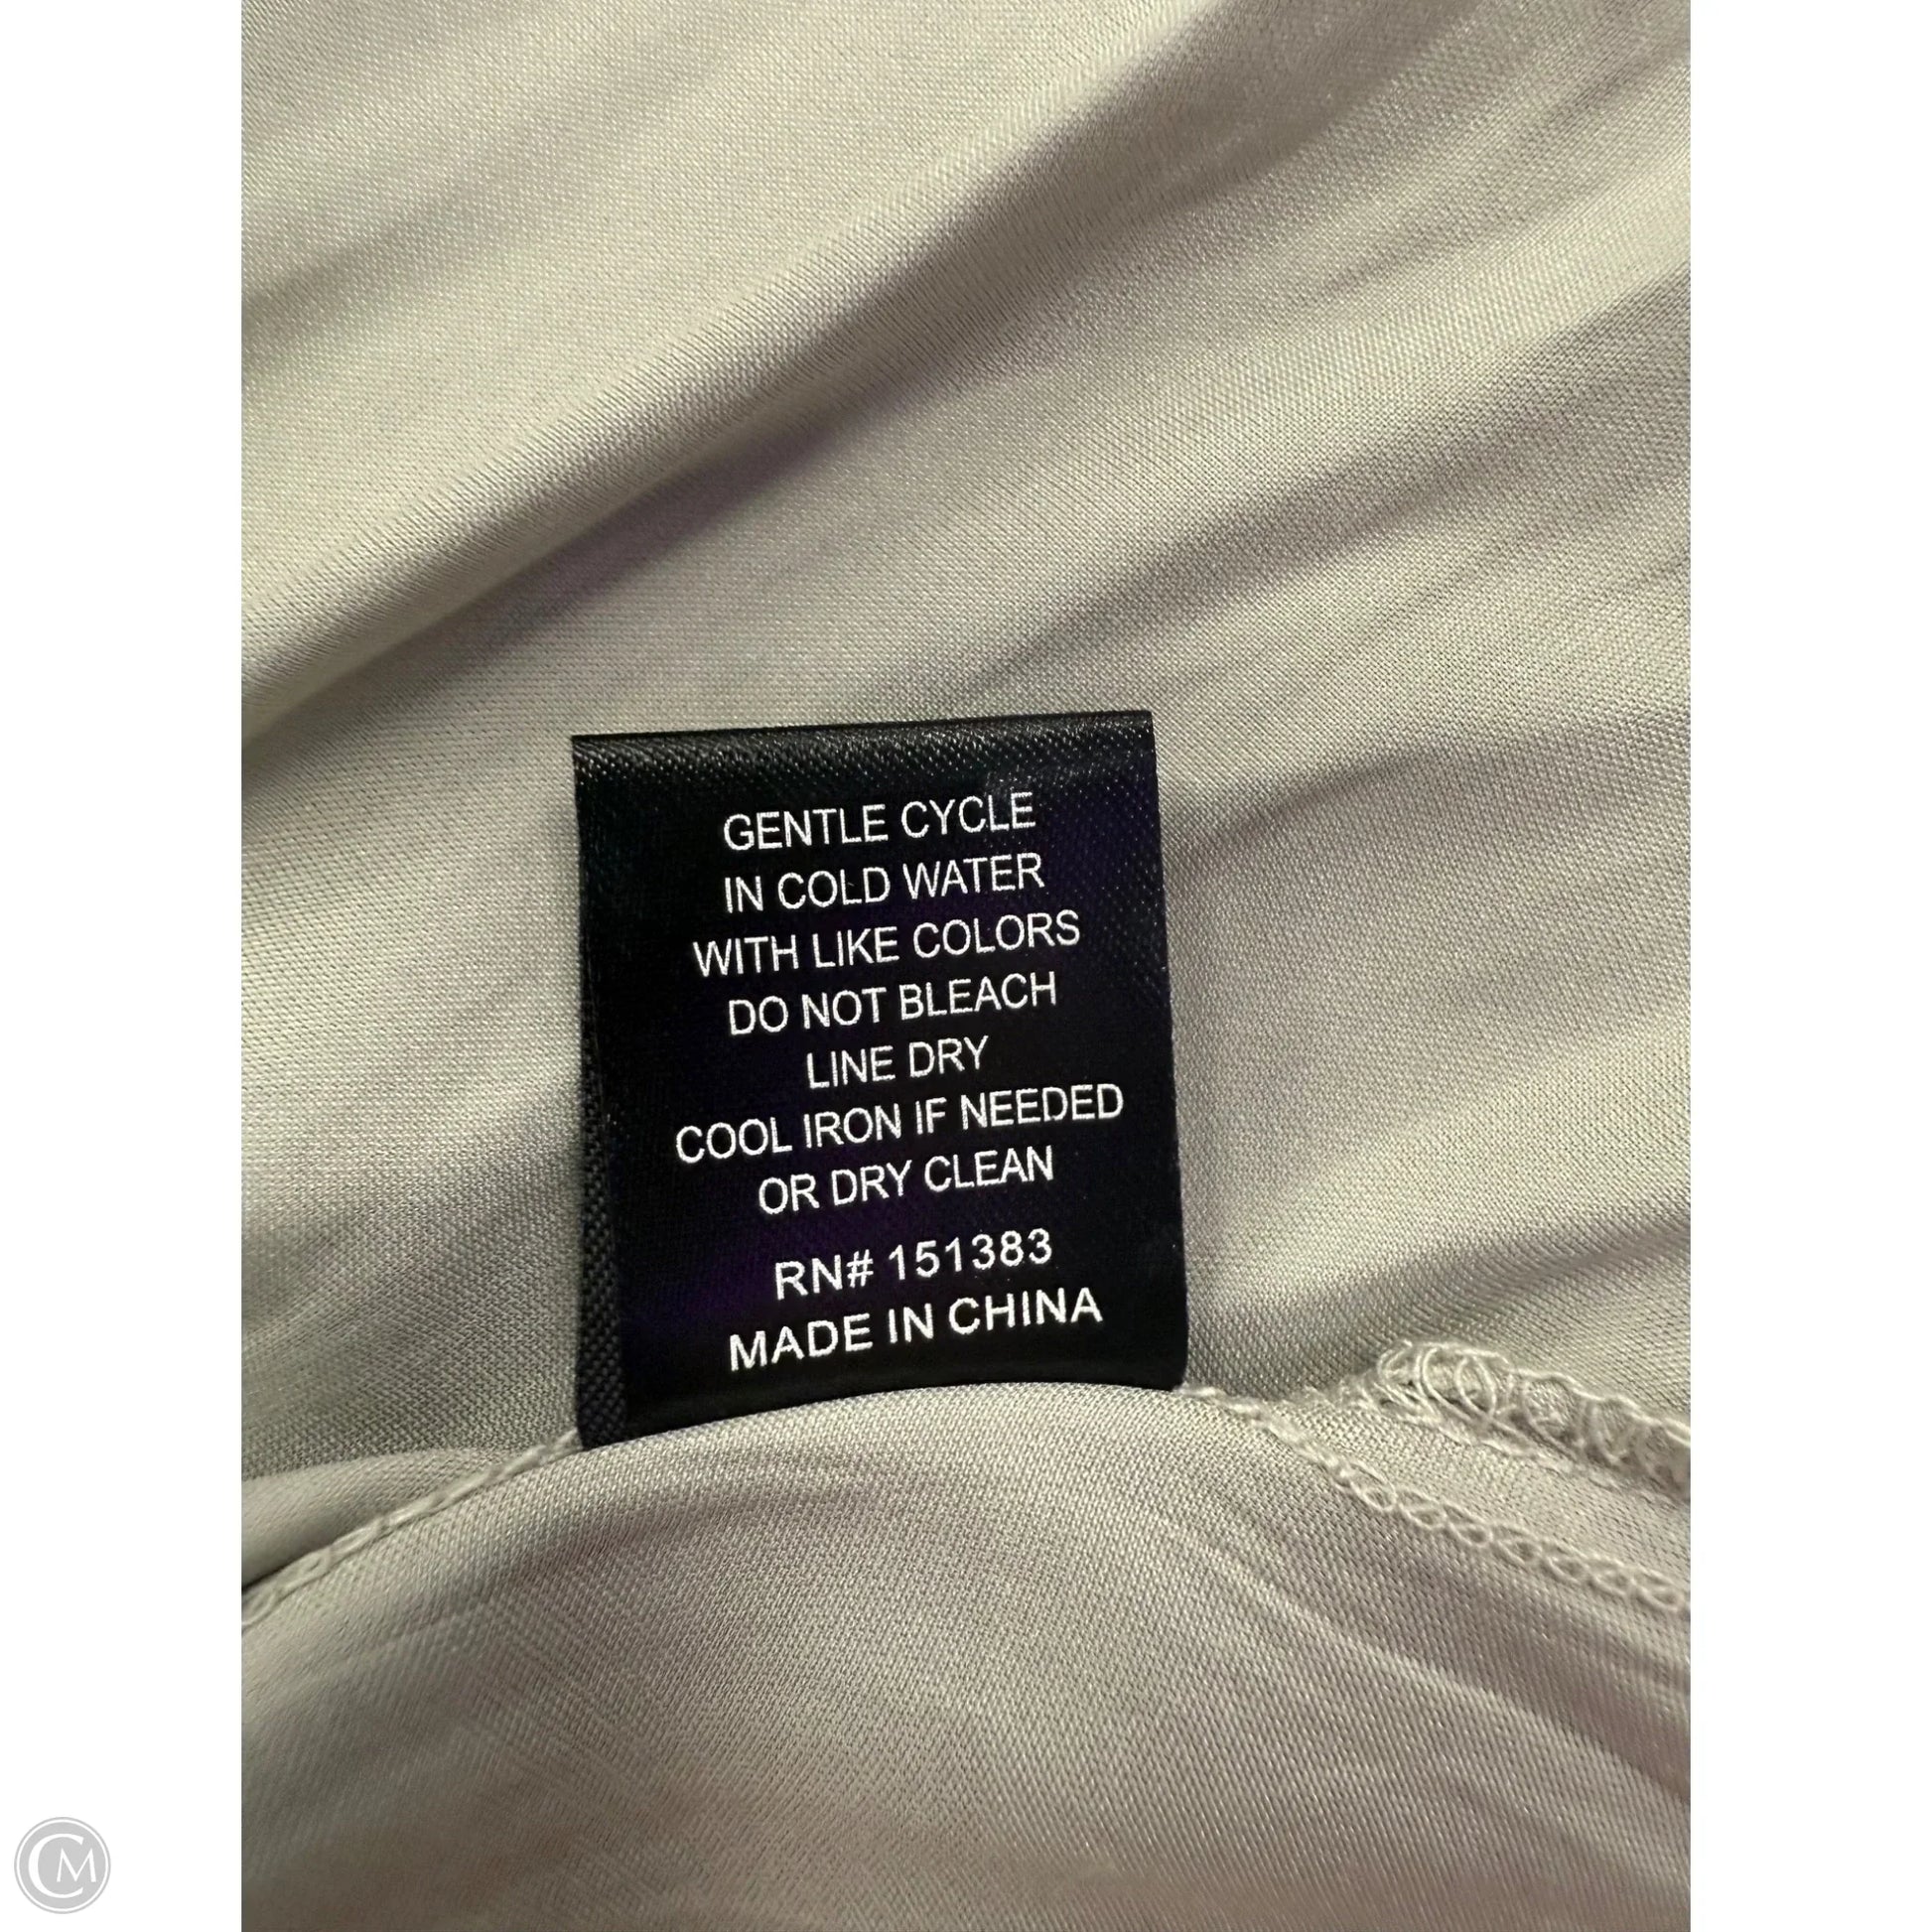 GENTLE CYCLE
IN COLD WATER
WITH LIKE COLORS
DO NOT BLEACH
LINE DRY
COOL IRON IF NEEDED
OR DRY CLEAN
RN# 151383
MADE IN CHINA
CM